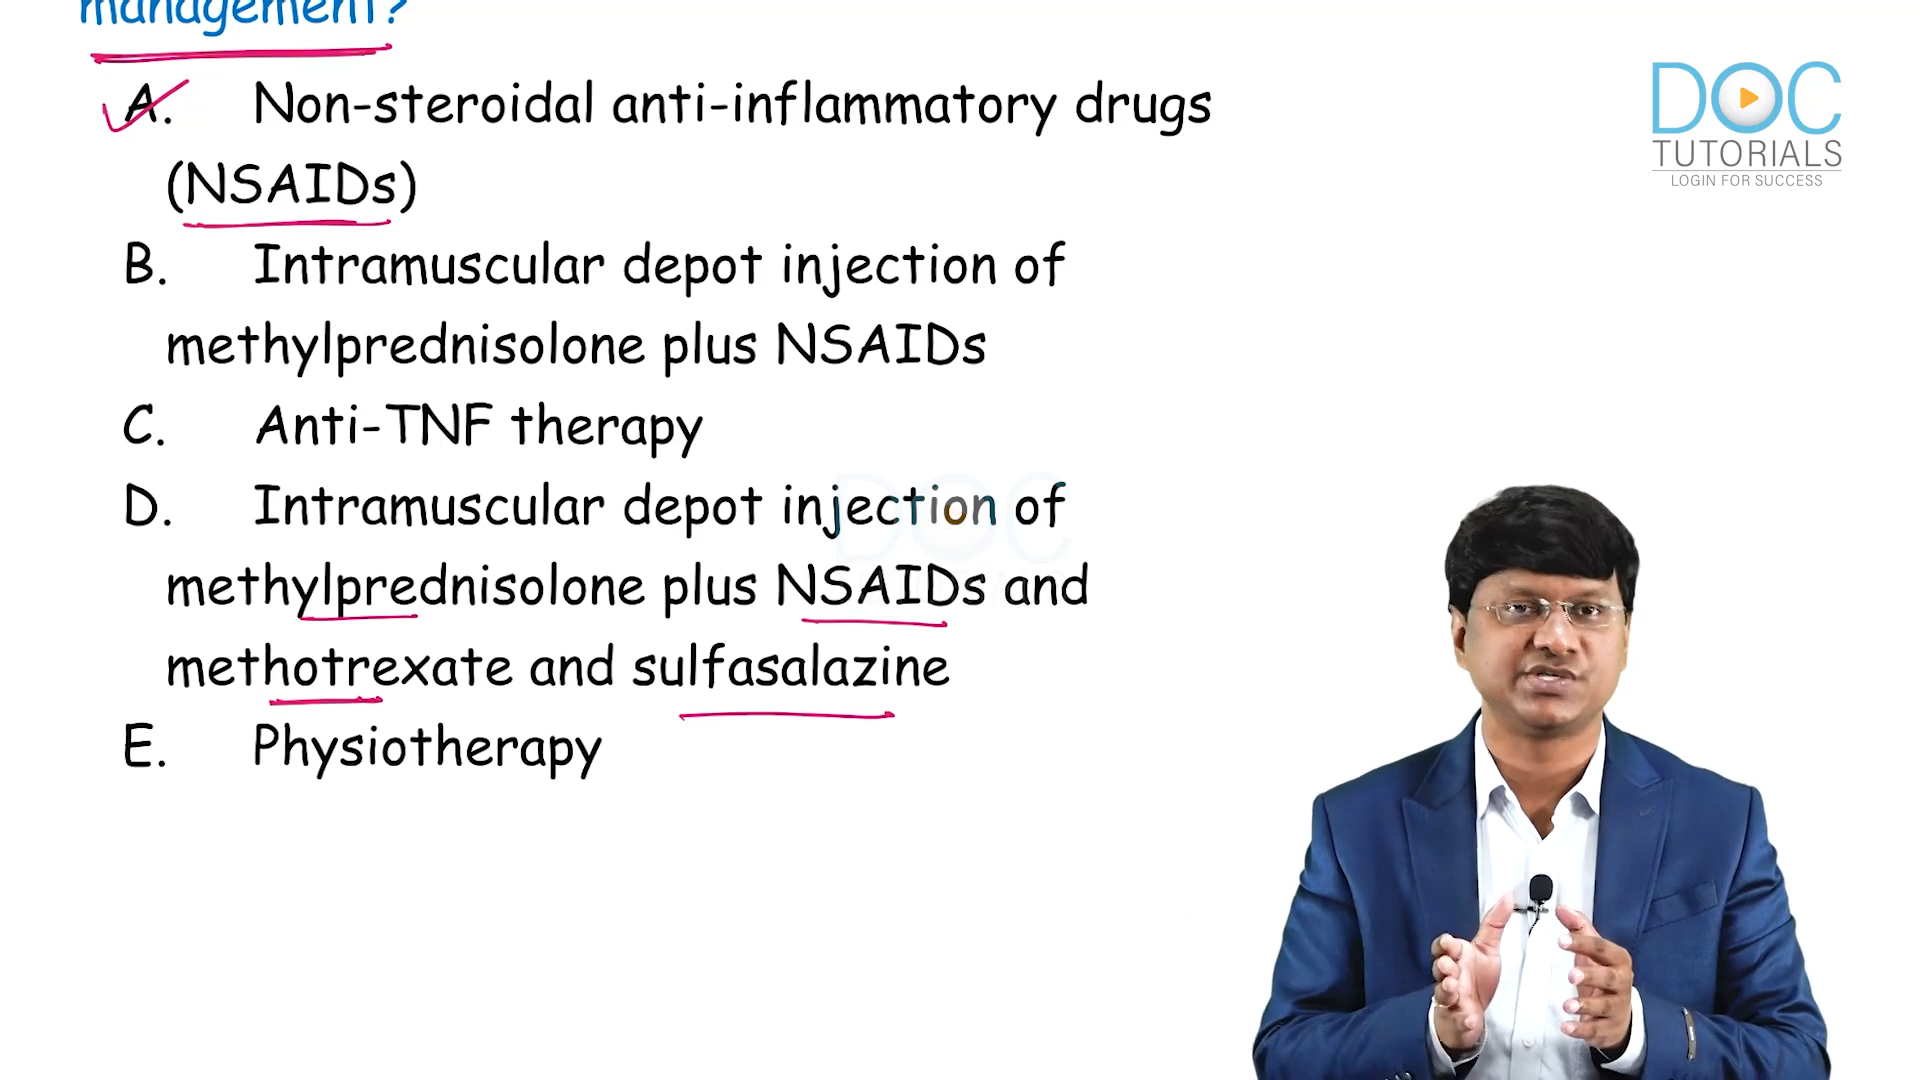 management?
A. Non-steroidal anti-inflammatory drugs
(NSAIDs)
B. Intramuscular depot injection of
methylprednisolone plus NSAIDs
C. Anti-TNF therapy
D. Intramuscular depot injection of
methylprednisolone plus NSAIDs and
methotrexate and sulfasalazine
E. Physiotherapy
DOC
TUTORIALS
LOGIN FOR SUCCESS
DOC